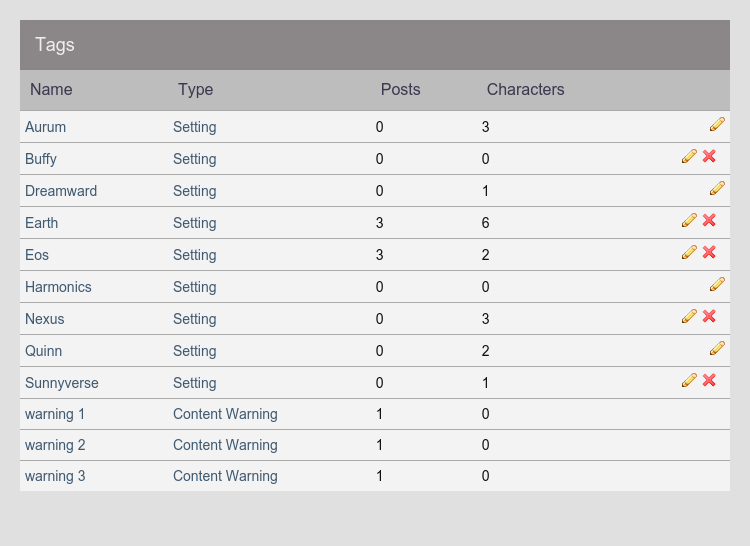 Tags
Name Type Posts Characters
Aurum Setting 0 3
Buffy Setting 0 0
Dreamward Setting 0 1
Earth Setting 3 6
Eos Setting 3 2
Harmonics Setting 0 0
Nexus Setting 0 3
Quinn Setting 0 2
Sunnyverse Setting 0 1
warning 1 Content Warning 1 0
warning 2 Content Warning 1 0
warning 3 Content Warning 1 0